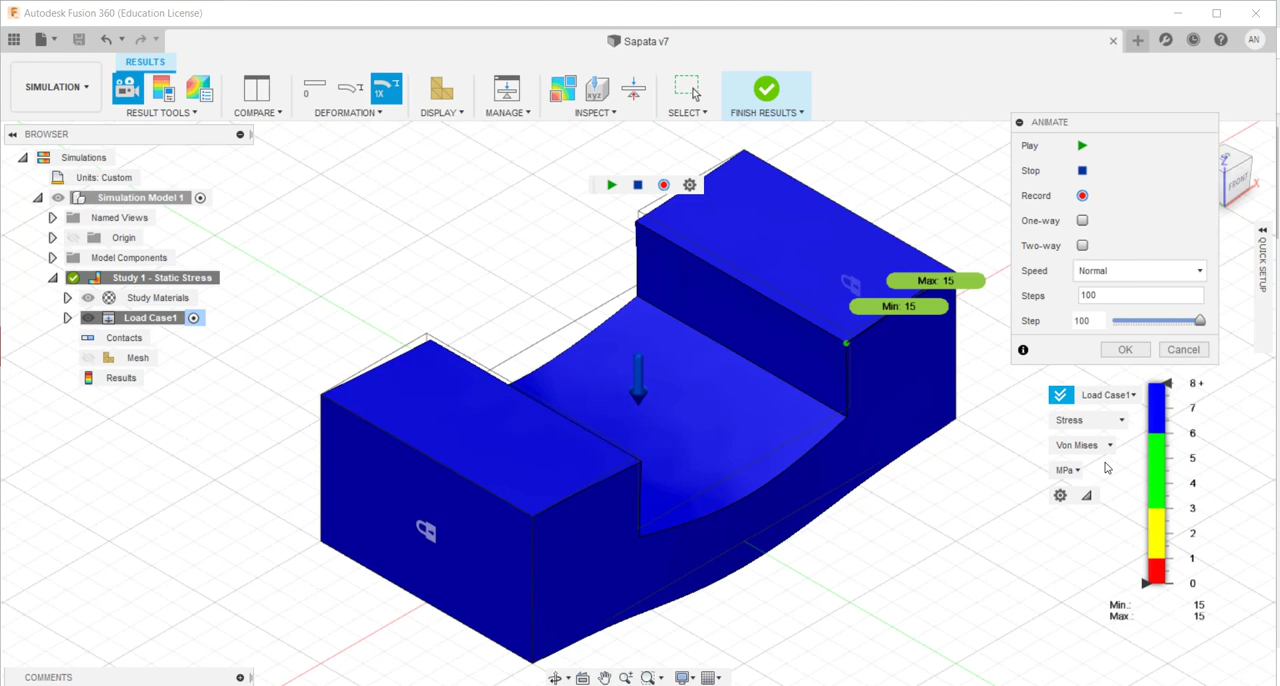 Autodesk Fusion 360 (Education License)
Sapata v7
AN
RESULTS
SIMULATION
0
1X
RESULT TOOLS
COMPARE
DEFORMATION
DISPLAY
MANAGE
xyz
INSPECT
SELECT
FINISH RESULTS
BROWSER
Simulations
Units: Custom
Simulation Model 1
Named Views
Origin
Model Components
Study 1 - Static Stress
Study Materials
Load Case1
Contacts
Mesh
Results
Max: 15
Min: 15
ANIMATE
Play
Stop
Record
One-way
Two-way
Speed Normal
Steps 100
Step 100
OK Cancel
Z
FRONT
X
QUICK SETUP
Load Case1
Stress
Von Mises
MPa
8 +
7
6
5
4
3
2
1
0
Min.: 15
Max.: 15
COMMENTS